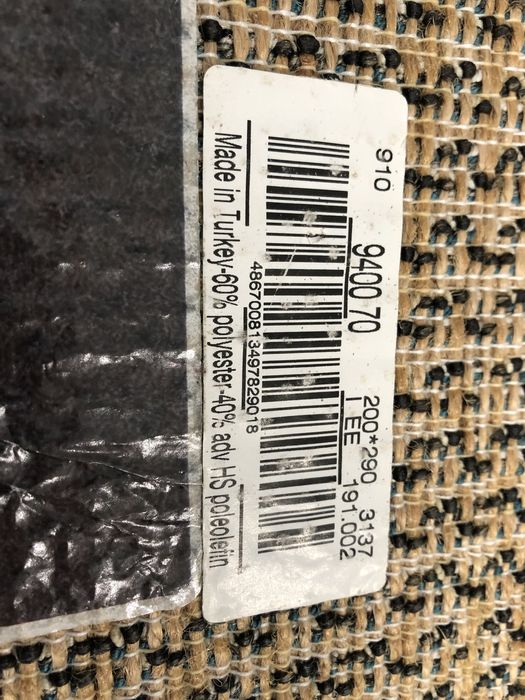 910
9400 70 200*290 3137
I EE 191.002
4867008134978290 18
Made in Turkey-60% polyester-40% adv HS poleolefin